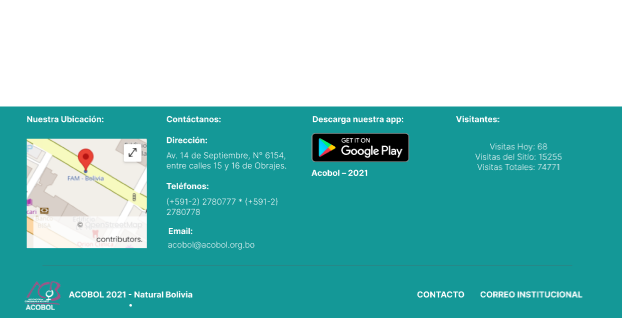 Nuestra Ubicación:
FAM - Bolivia
©
contributors.
Contáctanos:
Dirección:
Av. 14 de Septiembre, N° 6154,
entre calles 15 y 16 de Obrajes.
Teléfonos:
(+591-2) 2780777 * (+591-2)
2780778
Email:
acobol@acobol.org.bo
Descarga nuestra app:
GET IT ON
Google Play
Acobol – 2021
Visitantes:
Visitas Hoy: 68
Visitas del Sitio: 15255
Visitas Totales: 74771
ACOBOL
ACOBOL 2021 - Natural Bolivia
CONTACTO
CORREO INSTITUCIONAL